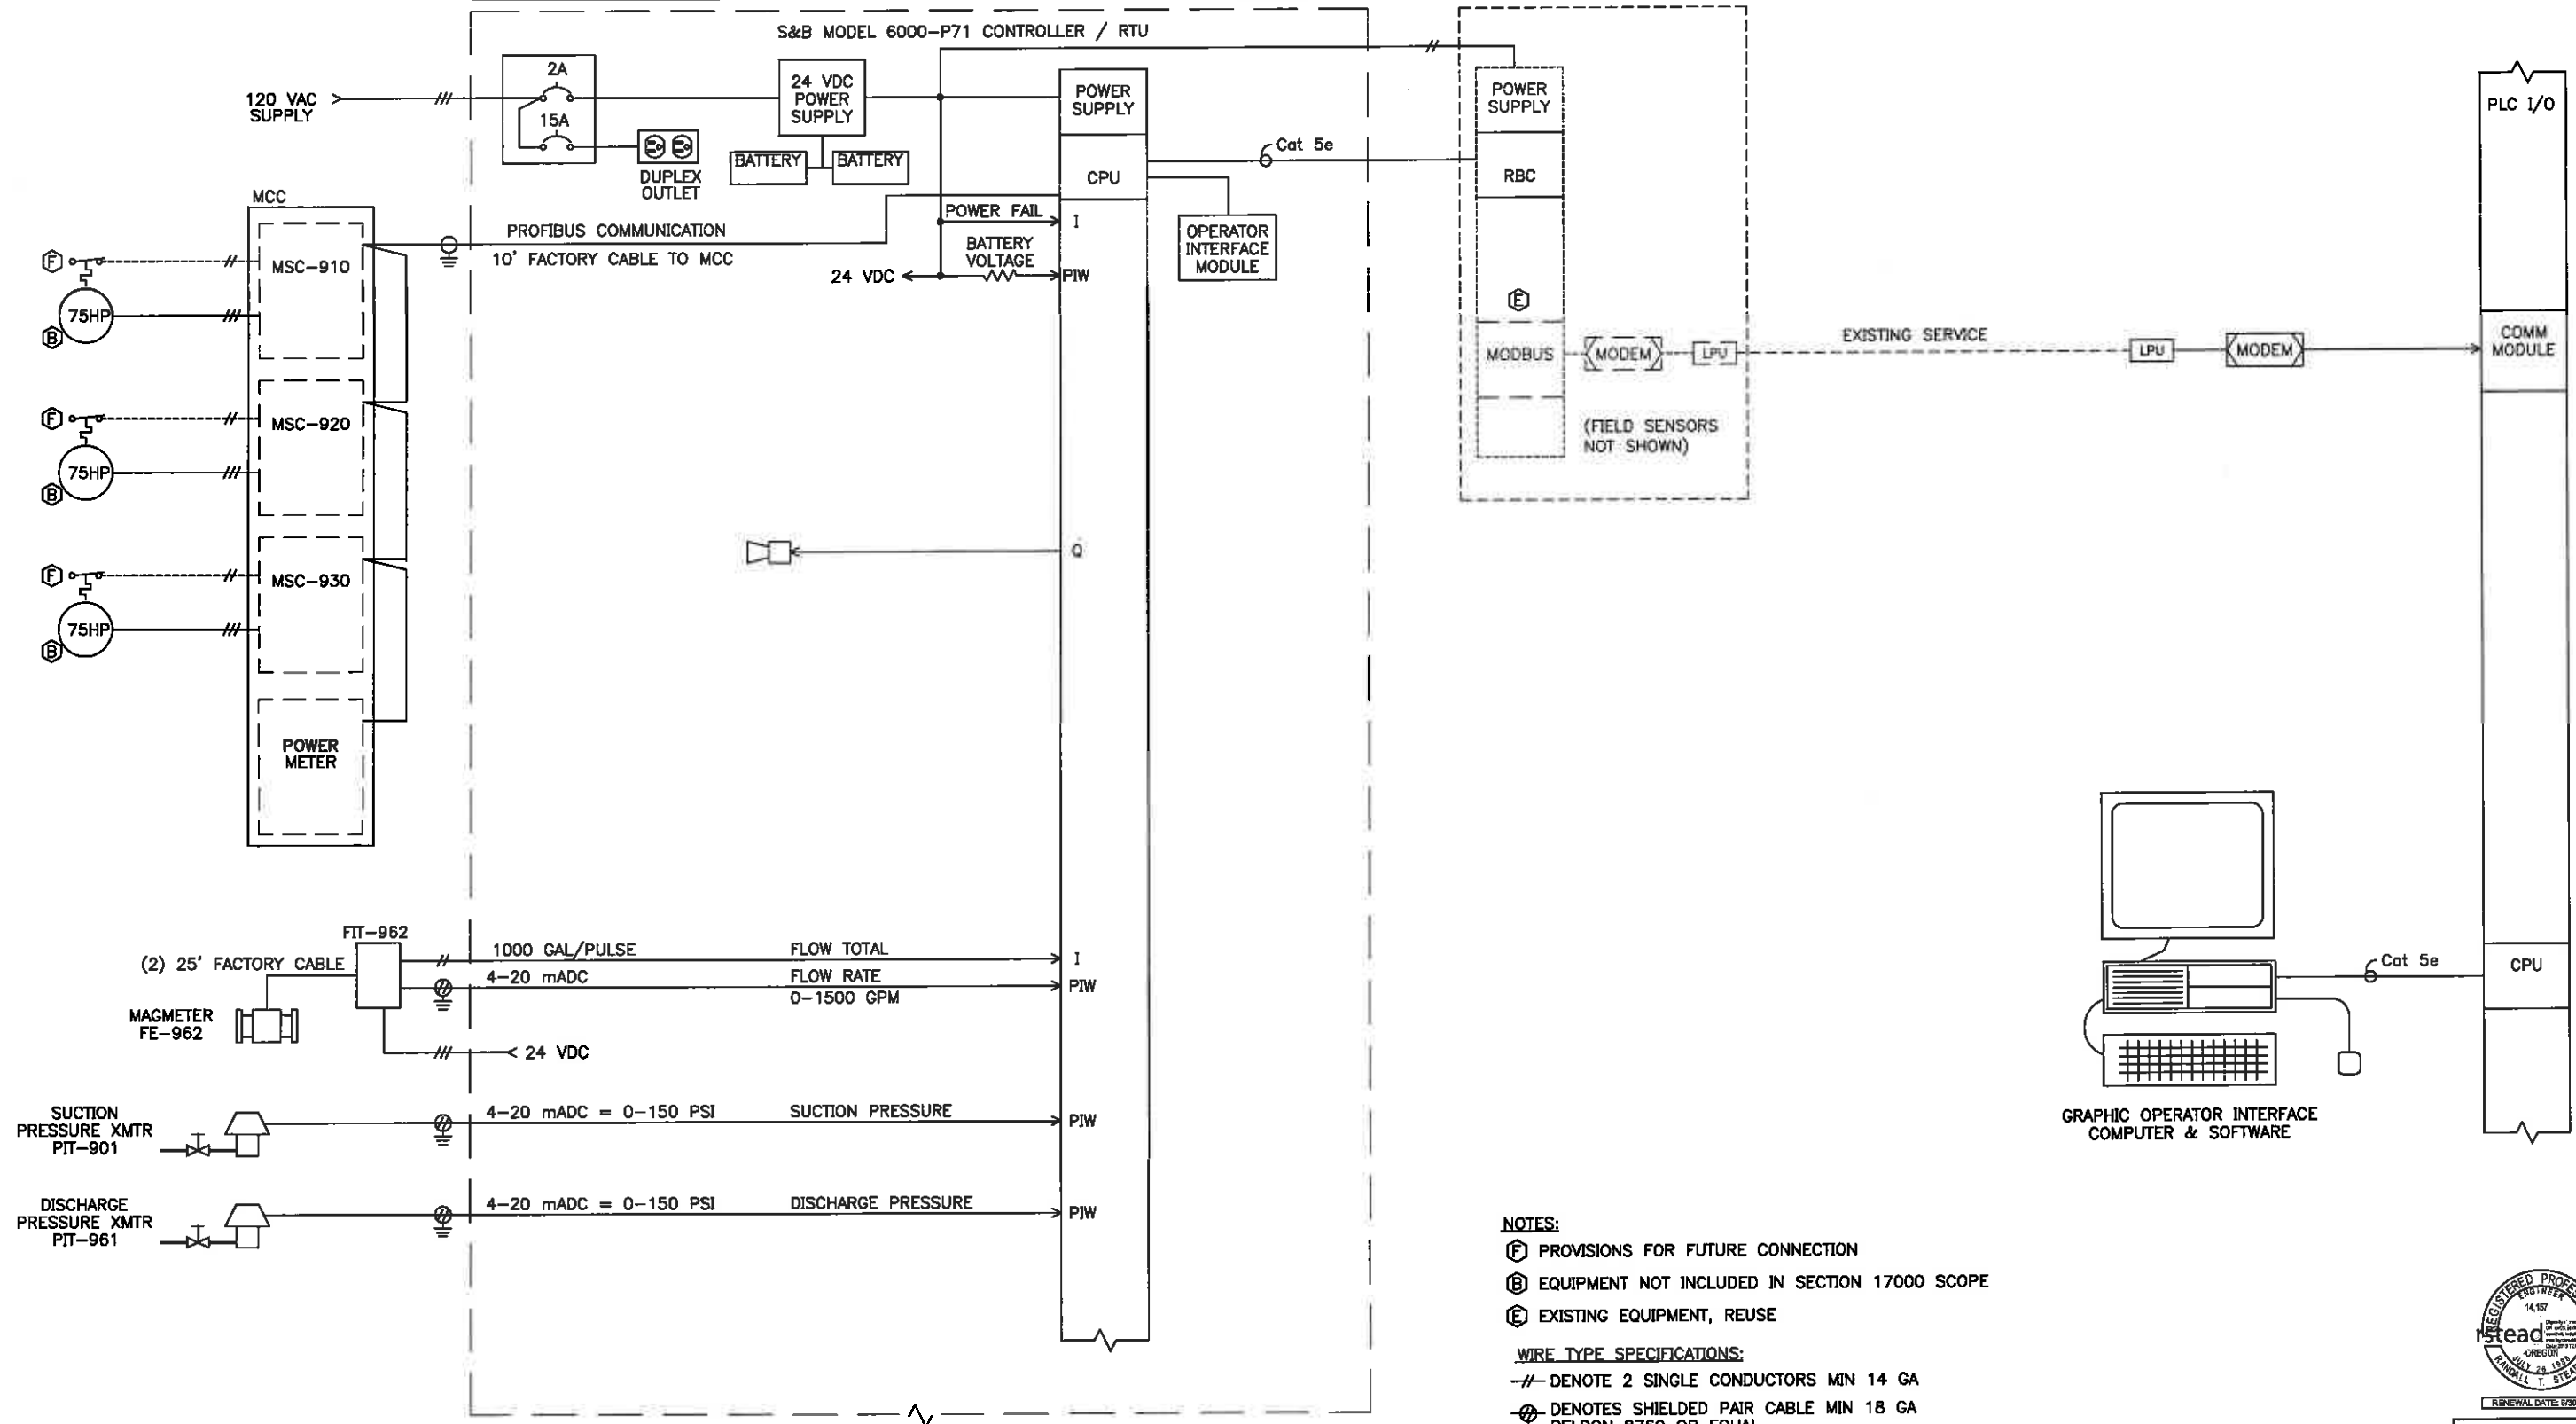 S&B MODEL 6000-P71 CONTROLLER / RTU
120 VAC
SUPPLY
2A
15A
DUPLEX
OUTLET
24 VDC
POWER
SUPPLY
BATTERY
BATTERY
POWER
SUPPLY
CPU
POWER FAIL
I
BATTERY
VOLTAGE
24 VDC
PIW
OPERATOR
INTERFACE
MODULE
Cat 5e
PROFIBUS COMMUNICATION
10' FACTORY CABLE TO MCC
MCC
F
MSC-910
75HP
B
F
MSC-920
75HP
B
F
MSC-930
75HP
B
POWER
METER
Q
POWER
SUPPLY
RBC
E
MODBUS
MODEM
LPU
(FIELD SENSORS
NOT SHOWN)
EXISTING SERVICE
LPU
MODEM
PLC I/O
COMM
MODULE
CPU
Cat 5e
GRAPHIC OPERATOR INTERFACE
COMPUTER & SOFTWARE
FIT-962
(2) 25' FACTORY CABLE
MAGMETER
FE-962
1000 GAL/PULSE
FLOW TOTAL
I
4-20 mADC
FLOW RATE
0-1500 GPM
PIW
24 VDC
SUCTION
PRESSURE XMTR
PIT-901
4-20 mADC = 0-150 PSI
SUCTION PRESSURE
PIW
DISCHARGE
PRESSURE XMTR
PIT-961
4-20 mADC = 0-150 PSI
DISCHARGE PRESSURE
PIW
NOTES:
F PROVISIONS FOR FUTURE CONNECTION
B EQUIPMENT NOT INCLUDED IN SECTION 17000 SCOPE
E EXISTING EQUIPMENT, REUSE
WIRE TYPE SPECIFICATIONS:
DENOTE 2 SINGLE CONDUCTORS MIN 14 GA
DENOTES SHIELDED PAIR CABLE MIN 18 GA
REGISTERED
ENGINEER
14,157
OREGON
RANDALL T.
RENEWAL DATE: